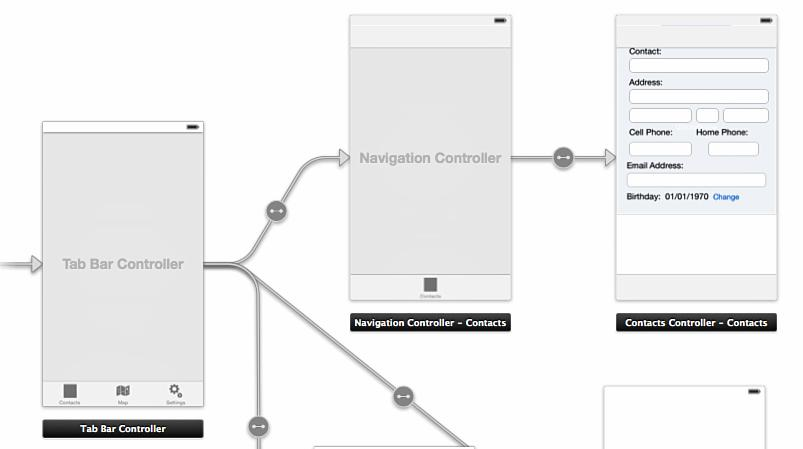 Tab Bar Controller
Contacts
Map
Settings
Tab Bar Controller
Navigation Controller
Contacts
Navigation Controller - Contacts
Contact:
Address:
Cell Phone: Home Phone:
Email Address:
Birthday: 01/01/1970 Change
Contacts Controller - Contacts